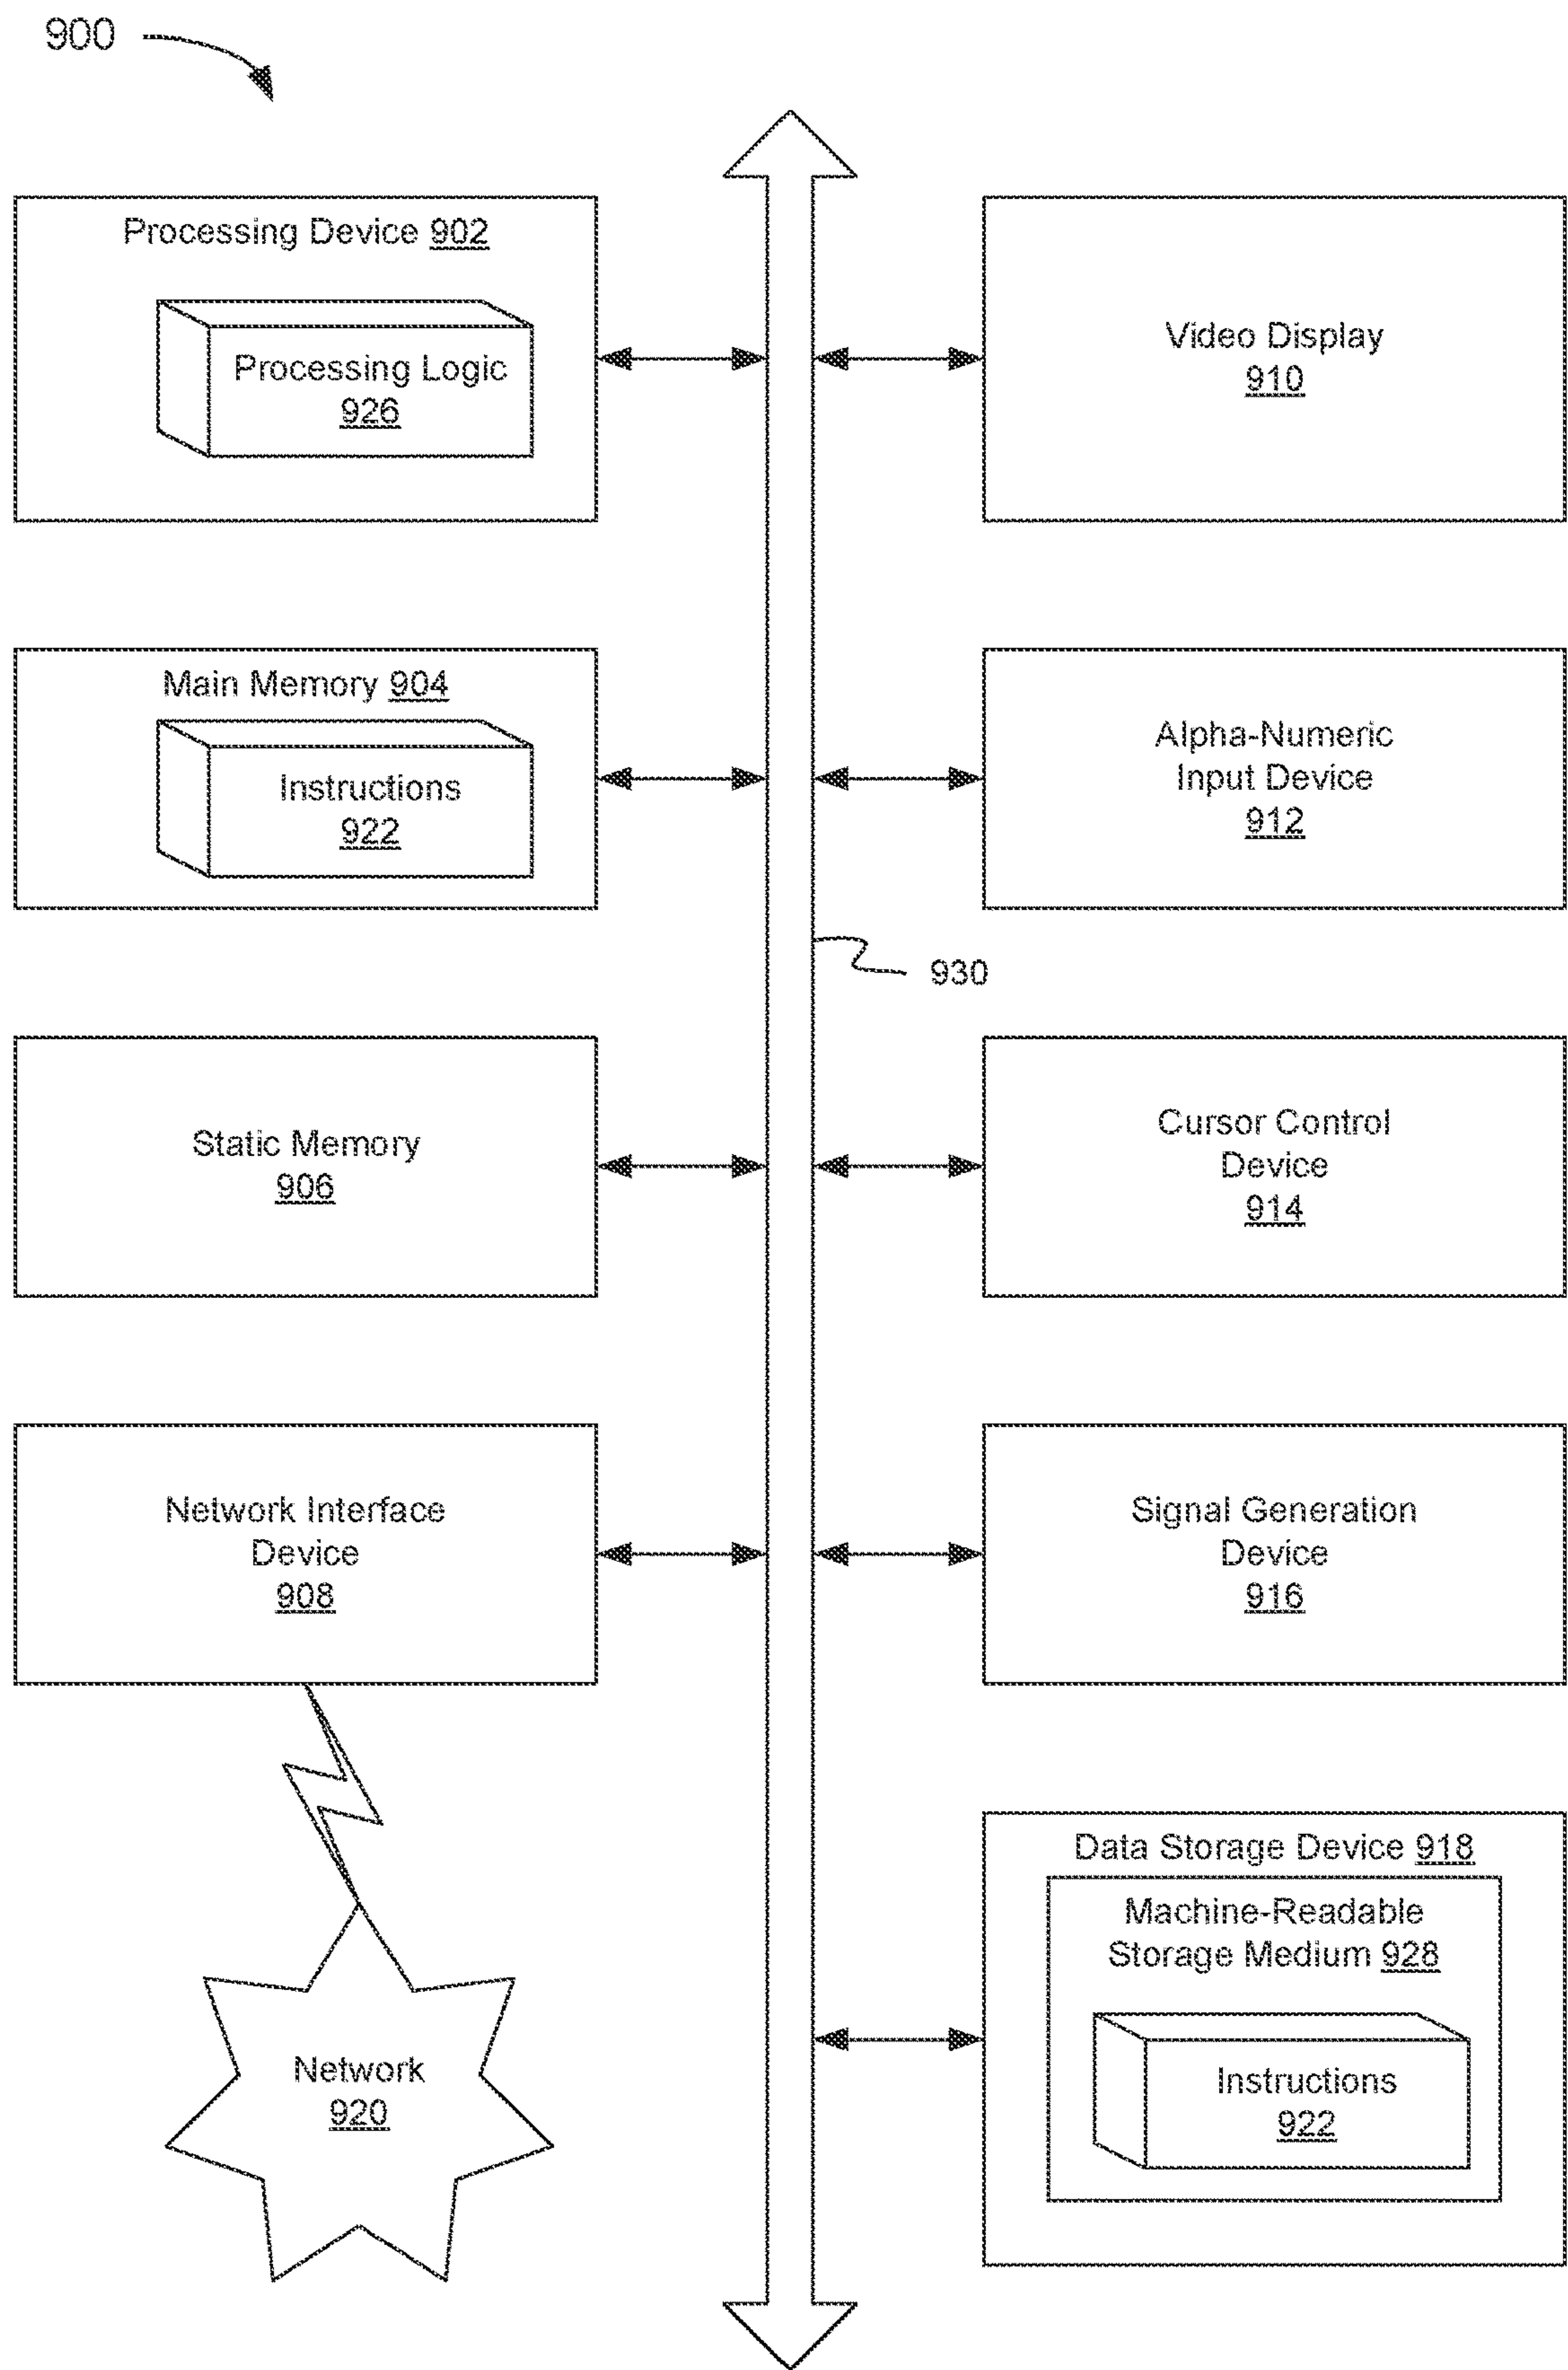 900
Processing Device 902
Processing Logic
926
Video Display
910
Main Memory 904
Instructions
922
Alpha-Numeric
Input Device
912
930
Static Memory
906
Cursor Control
Device
914
Network Interface
Device
908
Signal Generation
Device
916
Data Storage Device 918
Machine-Readable
Storage Medium 928
Instructions
922
Network
920